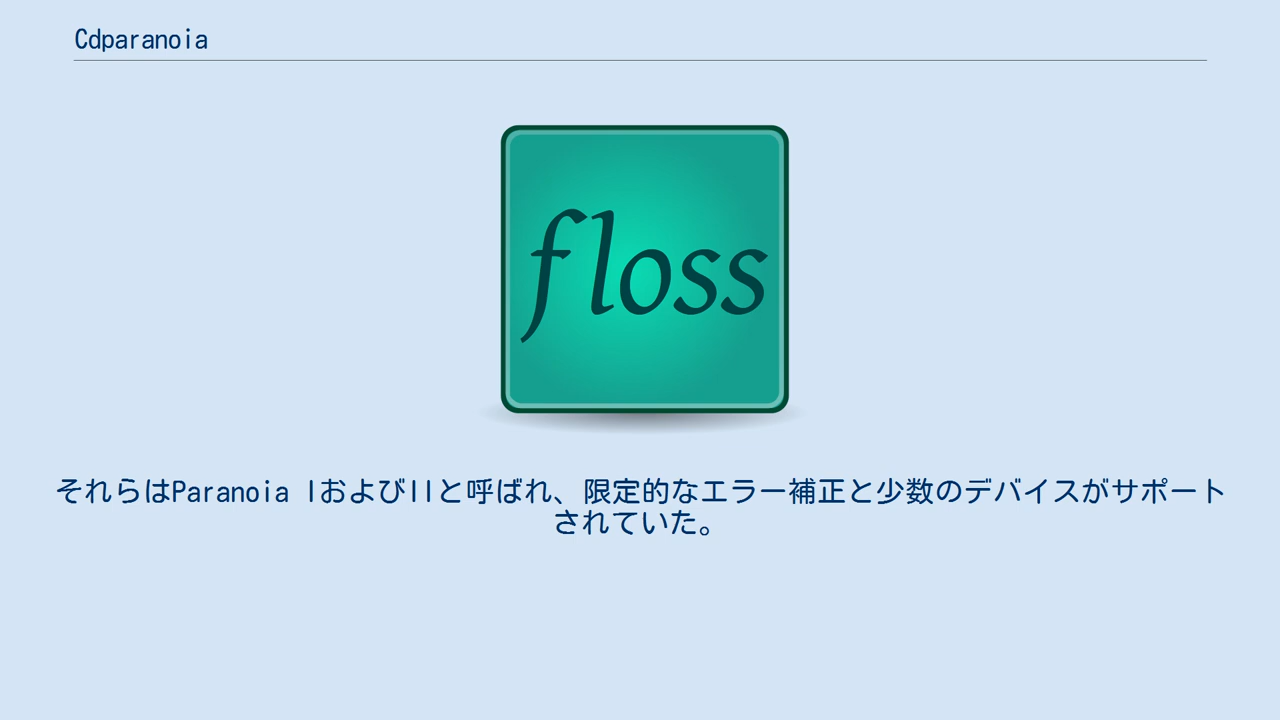 Cdparanoia
floss
それらはParanoia IおよびIIと呼ばれ、限定的なエラー補正と少数のデバイスがサポート
されていた。